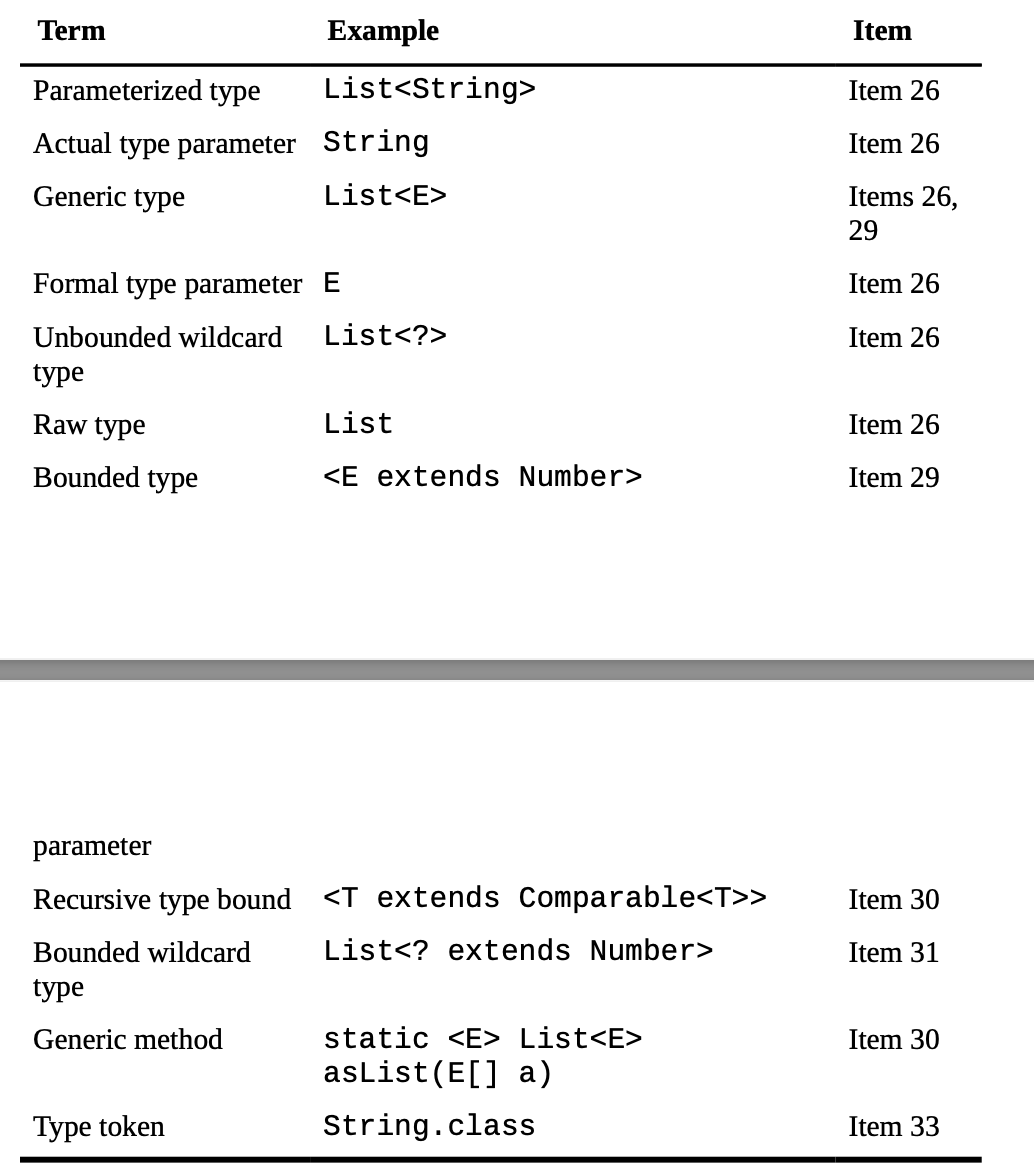 Term Example Item
Parameterized type List<String> Item 26
Actual type parameter String Item 26
Generic type List<E> Items 26,
29
Formal type parameter E Item 26
Unbounded wildcard List<?> Item 26
type
Raw type List Item 26
Bounded type <E extends Number> Item 29
parameter
Recursive type bound <T extends Comparable<T>> Item 30
Bounded wildcard List<? extends Number> Item 31
type
Generic method static <E> List<E> Item 30
asList(E[] a)
Type token String.class Item 33